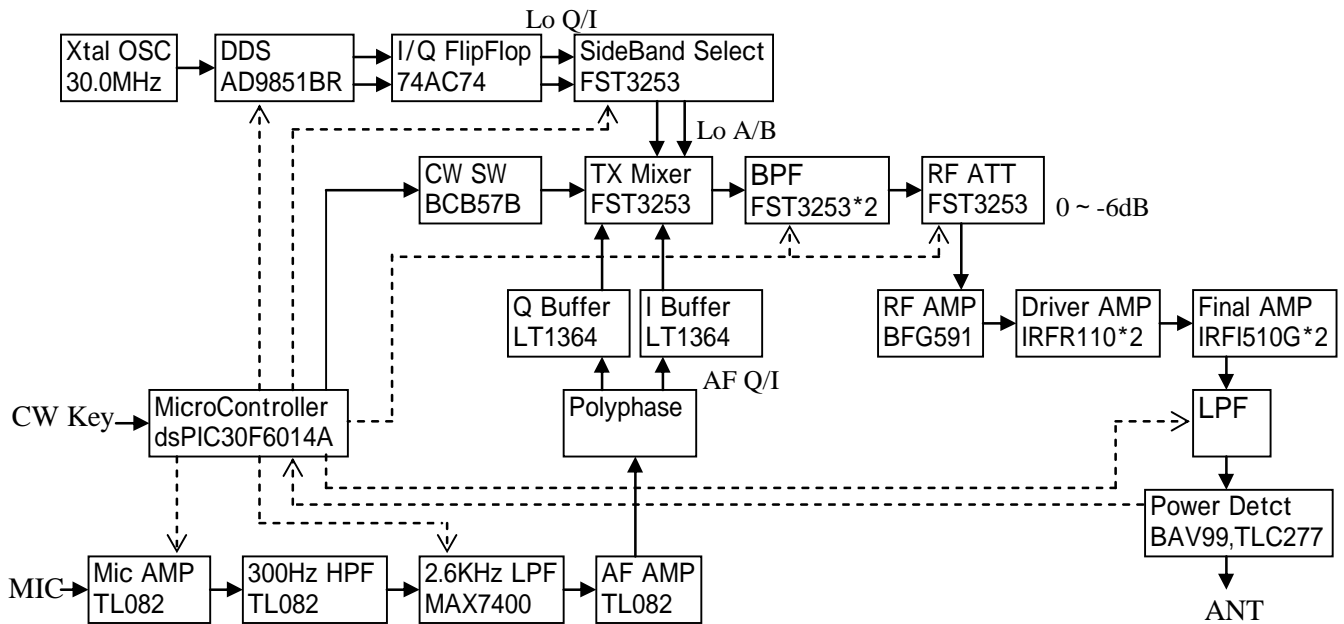 Lo Q/I
Xtal OSC
30.0MHz
DDS
AD9851BR
I/Q FlipFlop
74AC74
SideBand Select
FST3253
Lo A/B
CW SW
BCB57B
TX Mixer
FST3253
BPF
FST3253*2
RF ATT
FST3253
0 ~ -6dB
Q Buffer
LT1364
I Buffer
LT1364
RF AMP
BFG591
Driver AMP
IRFR110*2
Final AMP
IRFI510G*2
AF Q/I
CW Key
MicroController
dsPIC30F6014A
Polyphase
LPF
Power Detct
BAV99,TLC277
MIC
Mic AMP
TL082
300Hz HPF
TL082
2.6KHz LPF
MAX7400
AF AMP
TL082
ANT